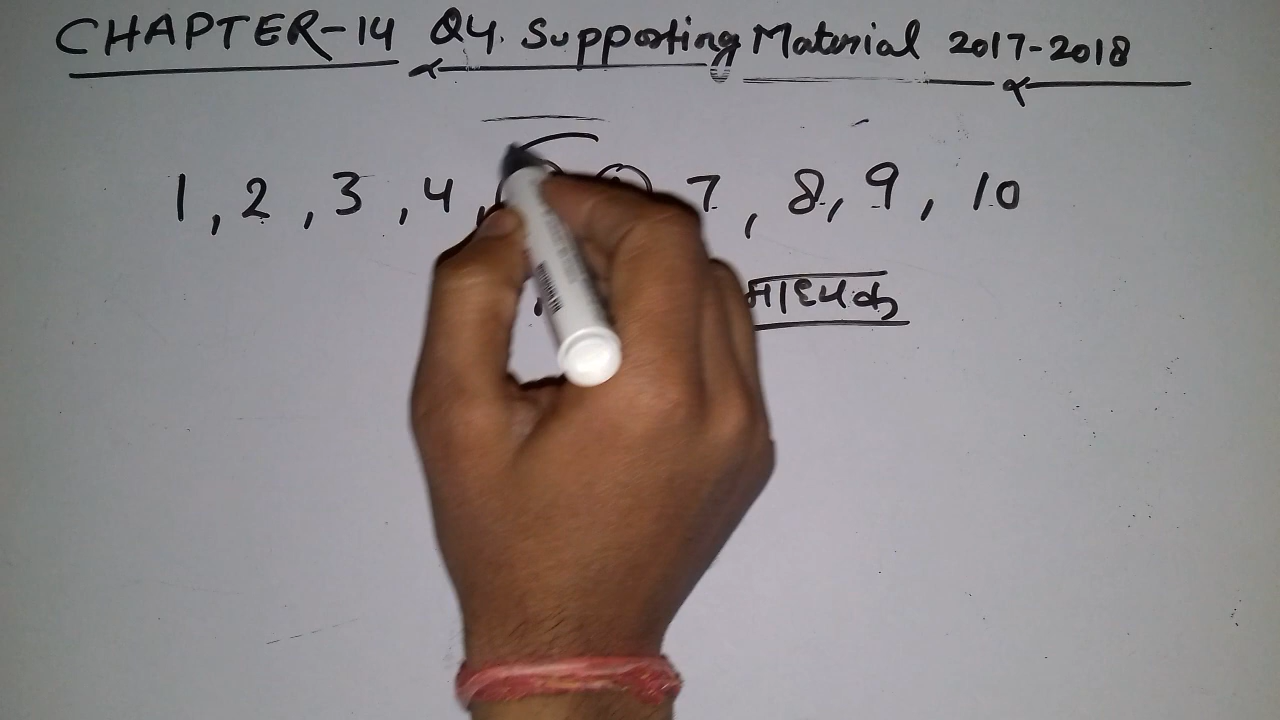 CHAPTER-14 Q4. Supporting Material 2017-2018
1, 2, 3, 4, 7, 8, 9, 10
माध्यक